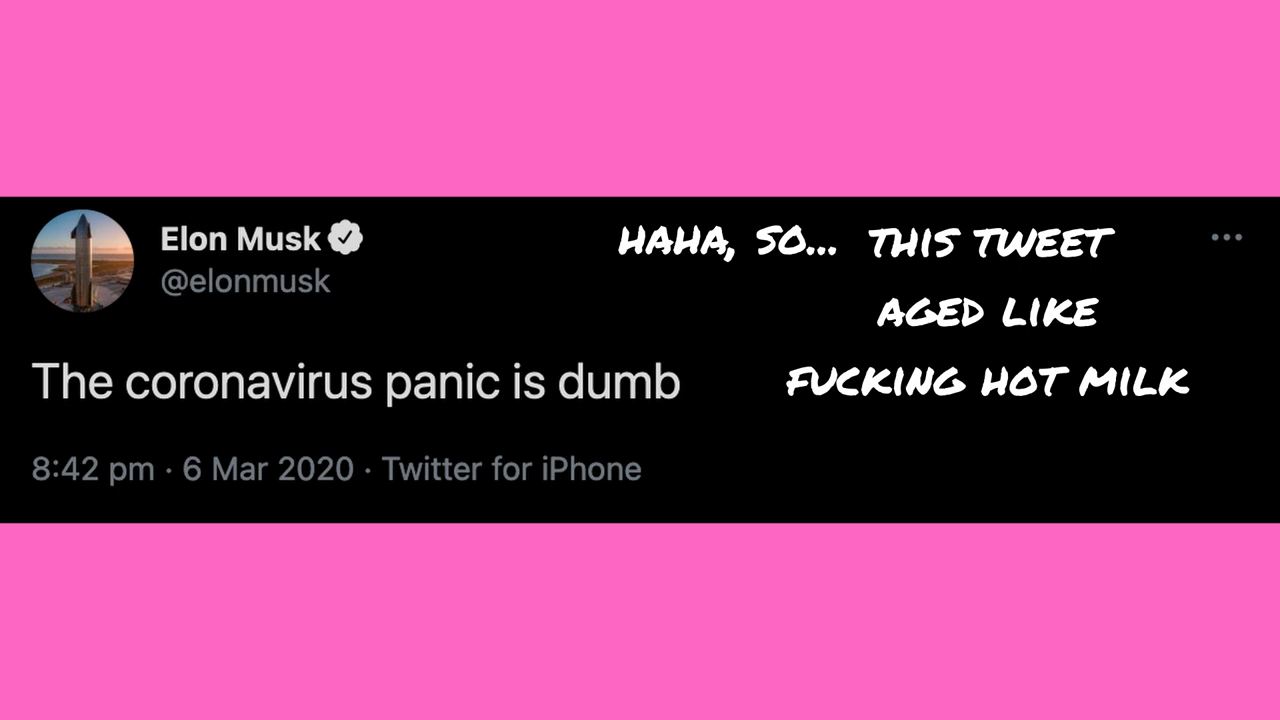 Elon Musk
@elonmusk
HAHA, SO... THIS TWEET
AGED LIKE
FUCKING HOT MILK
The coronavirus panic is dumb
8:42 pm · 6 Mar 2020 · Twitter for iPhone